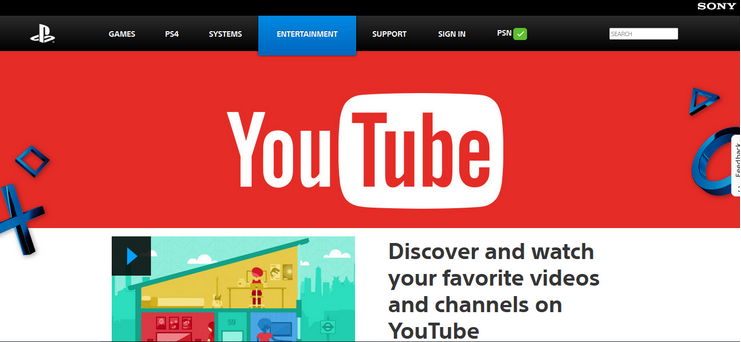 SONY
GAMES PS4 SYSTEMS ENTERTAINMENT SUPPORT SIGN IN PSN SEARCH
YouTube
Feedback
Discover and watch
your favorite videos
and channels on
YouTube